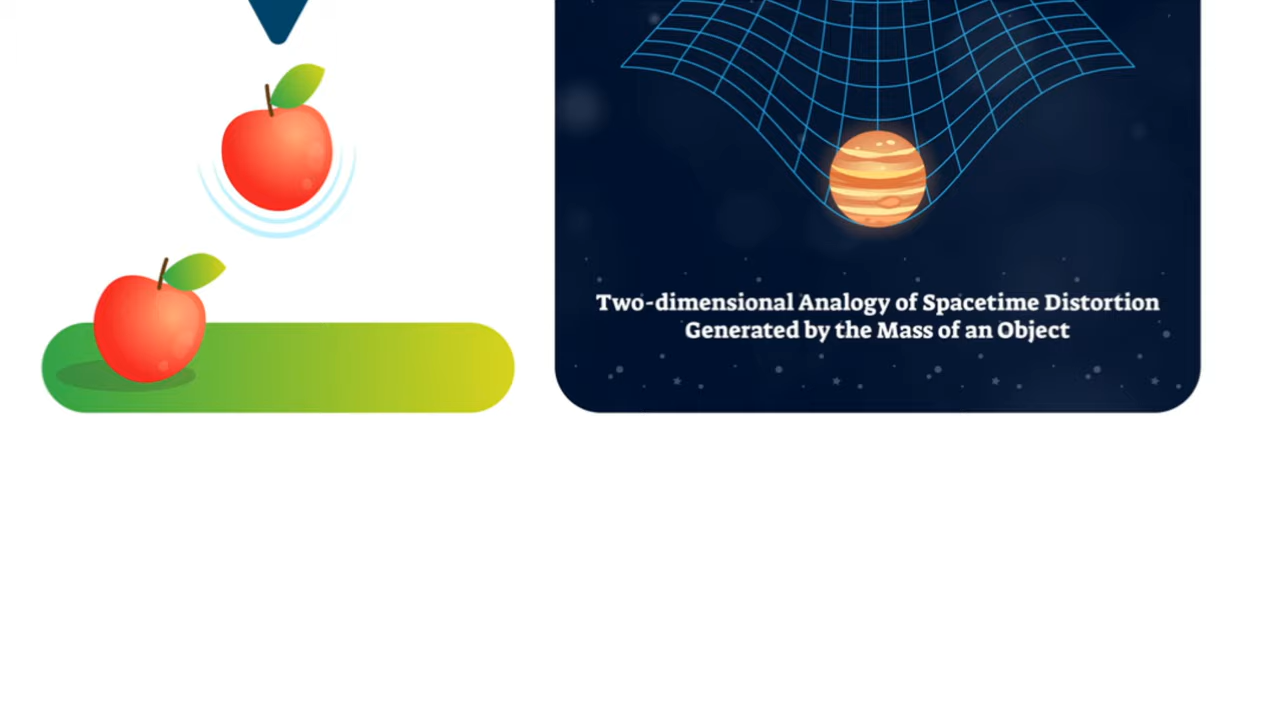 Two-dimensional Analogy of Spacetime Distortion
Generated by the Mass of an Object